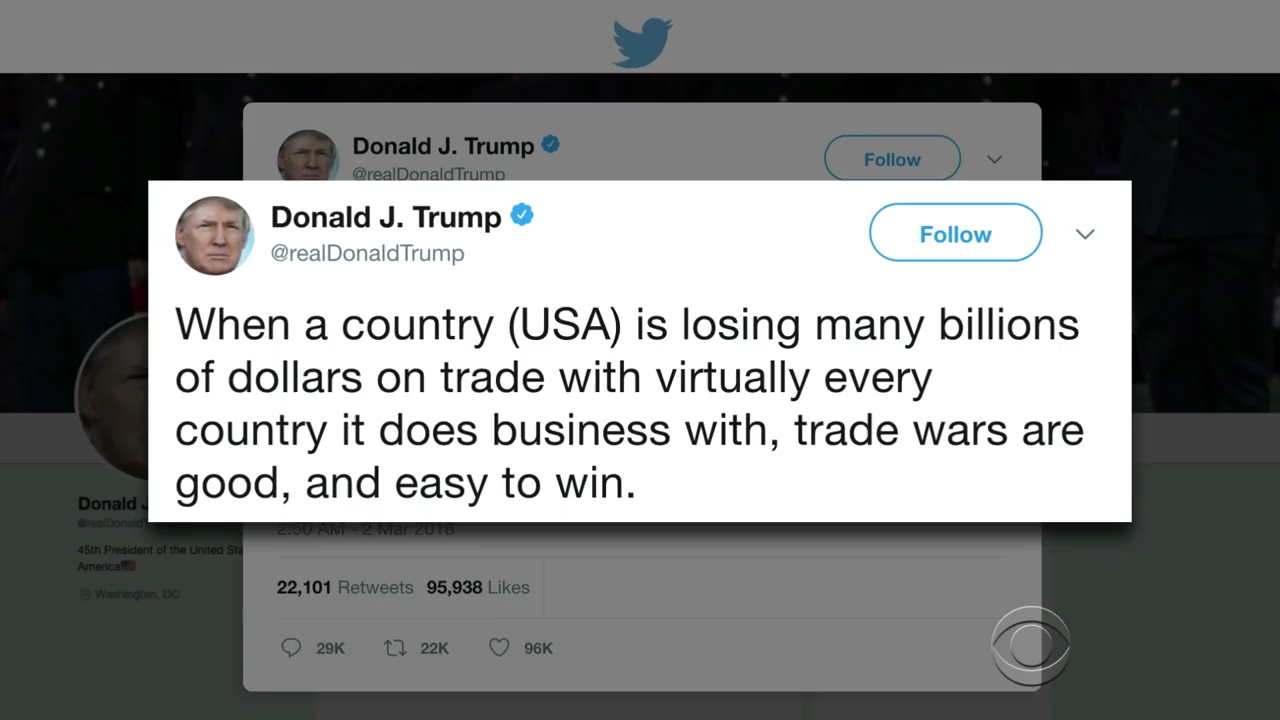 Donald J. Trump
@realDonaldTrump
Follow
Donald J. Trump
@realDonaldTrump
Follow
When a country (USA) is losing many billions
of dollars on trade with virtually every
country it does business with, trade wars are
good, and easy to win.
Donald
@realDonald
45th President of the United Sta
America
Washington, DC
2:50 AM - 2 Mar 2018
22,101 Retweets 95,938 Likes
29K 22K 96K